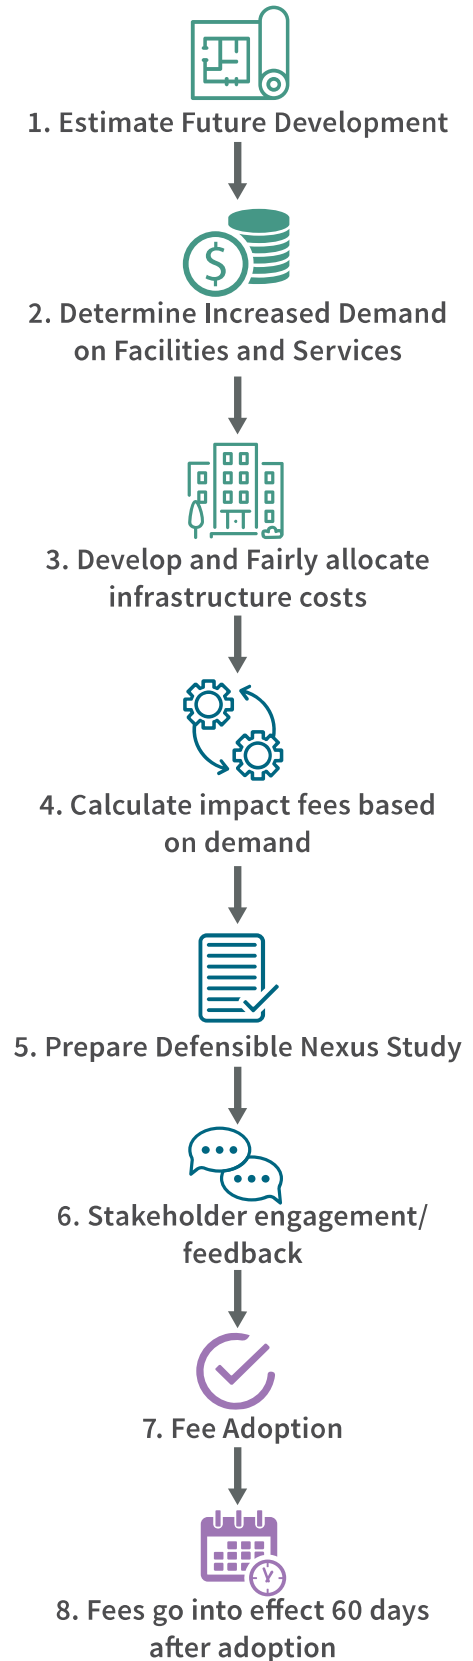 1. Estimate Future Development
$
2. Determine Increased Demand
on Facilities and Services
3. Develop and Fairly allocate
infrastructure costs
4. Calculate impact fees based
on demand
5. Prepare Defensible Nexus Study
6. Stakeholder engagement/
feedback
7. Fee Adoption
8. Fees go into effect 60 days
after adoption